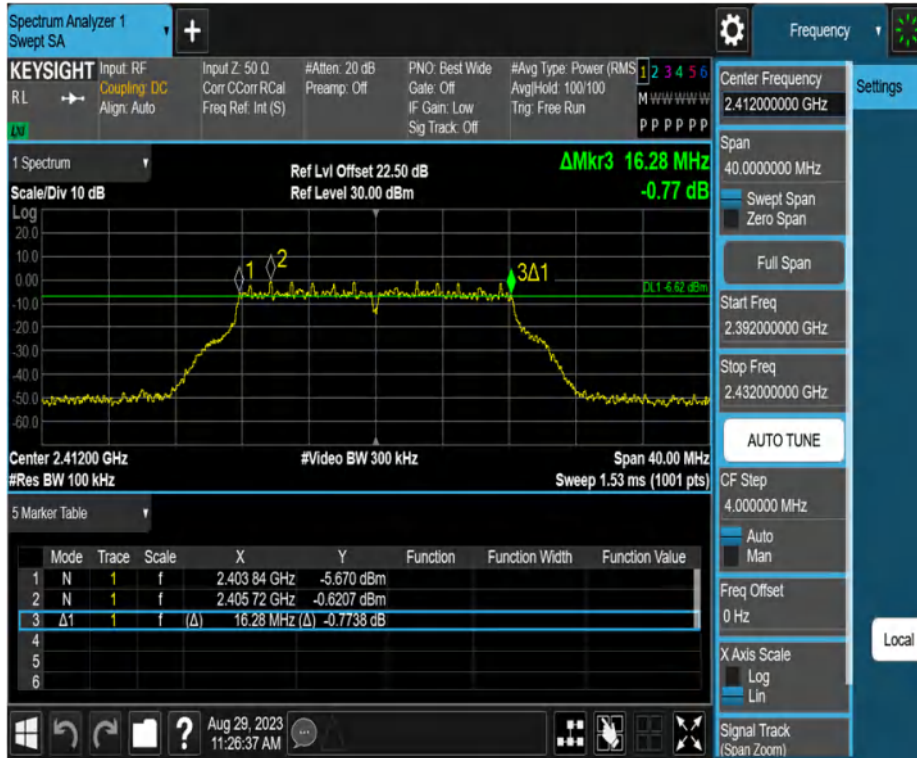 Spectrum Analyzer 1
Swept SA
Frequency
KEYSIGHT
RL
LXI
Input: RF
Coupling: DC
Align: Auto
Input Z: 50 Ω
Corr CCorr RCal
Freq Ref: Int (S)
#Atten: 20 dB
Preamp: Off
PNO: Best Wide
Gate: Off
IF Gain: Low
Sig Track: Off
#Avg Type: Power (RMS
Avg|Hold: 100/100
Trig: Free Run
1 2 3 4 5 6
M W W W W W
P P P P P P
1 Spectrum
Scale/Div 10 dB
Ref Lvl Offset 22.50 dB
Ref Level 30.00 dBm
ΔMkr3 16.28 MHz
-0.77 dB
Log
20.0
10.0
0.00
-10.0
-20.0
-30.0
-40.0
-50.0
-60.0
1
2
3Δ1
DL1 -6.62 dBm
Center 2.41200 GHz
#Video BW 300 kHz
Span 40.00 MHz
#Res BW 100 kHz
Sweep 1.53 ms (1001 pts)
5 Marker Table
Mode Trace Scale X Y Function Function Width Function Value
1 N 1 f 2.403 84 GHz -5.670 dBm
2 N 1 f 2.405 72 GHz -0.6207 dBm
3 Δ1 1 f (Δ) 16.28 MHz (Δ) -0.7738 dB
4
5
6
?
Aug 29, 2023
11:26:37 AM
Center Frequency
2.412000000 GHz
Settings
Span
40.0000000 MHz
Swept Span
Zero Span
Full Span
Start Freq
2.392000000 GHz
Stop Freq
2.432000000 GHz
AUTO TUNE
CF Step
4.000000 MHz
Auto
Man
Freq Offset
0 Hz
Local
X Axis Scale
Log
Lin
Signal Track
(Span Zoom)